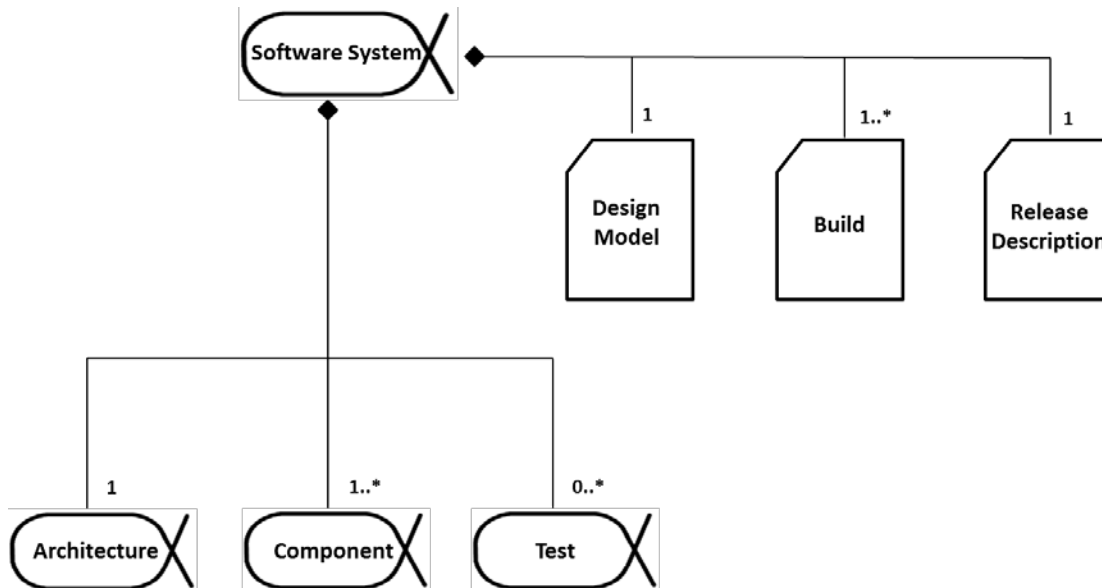 Software System
1
1..*
1
Design
Model
Build
Release
Description
1
1..*
0..*
Architecture
Component
Test